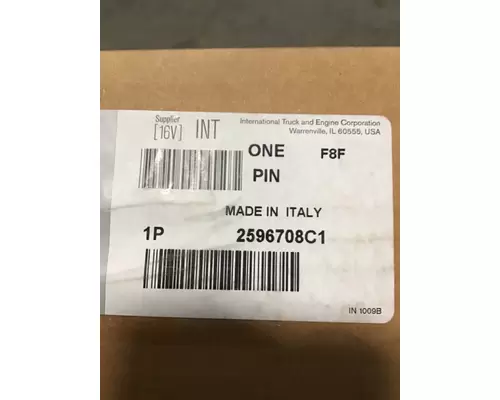 Supplier
[16V] INT
International Truck and Engine Corporation
Warrenville, IL 60555, USA
ONE F8F
PIN
MADE IN ITALY
1P 2596708C1
IN 1009B